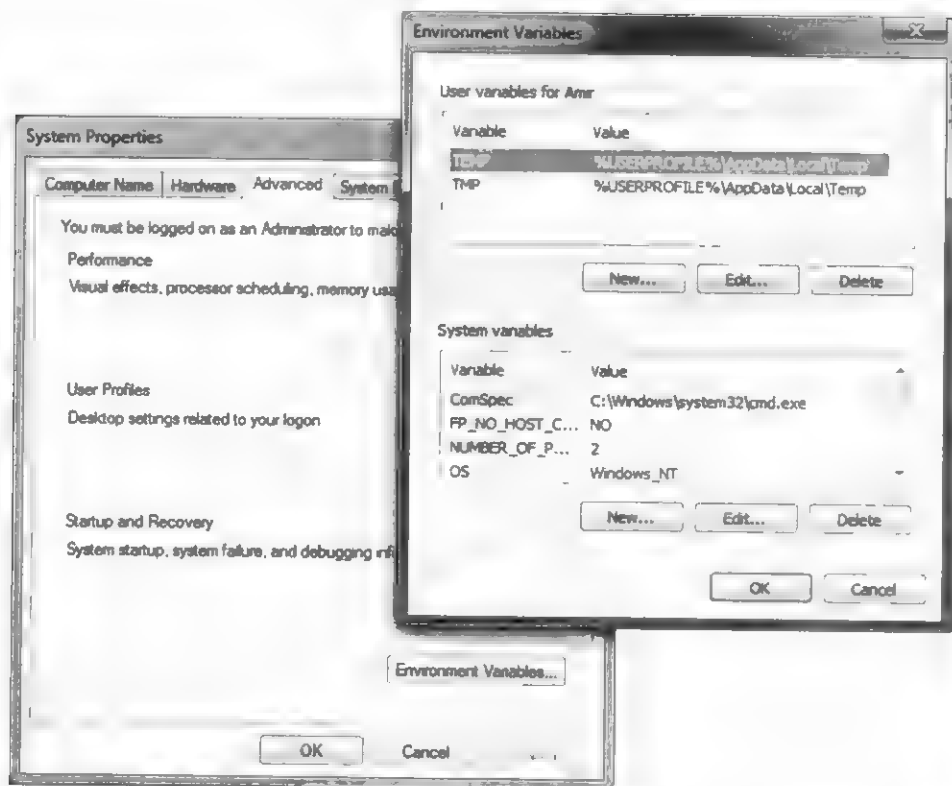 Environment Variables
User variables for Amir
Variable Value
TEMP %USERPROFILE%\AppData\Local\Temp
TMP %USERPROFILE%\AppData\Local\Temp
New... Edit... Delete
System variables
Variable Value
ComSpec C:\Windows\system32\cmd.exe
FP_NO_HOST_C... NO
NUMBER_OF_P... 2
OS Windows_NT
New... Edit... Delete
OK Cancel
System Properties
Computer Name Hardware Advanced System
You must be logged on as an Administrator to mak
Performance
Visual effects, processor scheduling, memory usa
User Profiles
Desktop settings related to your logon
Startup and Recovery
System startup, system failure, and debugging inf
Environment Variables...
OK Cancel